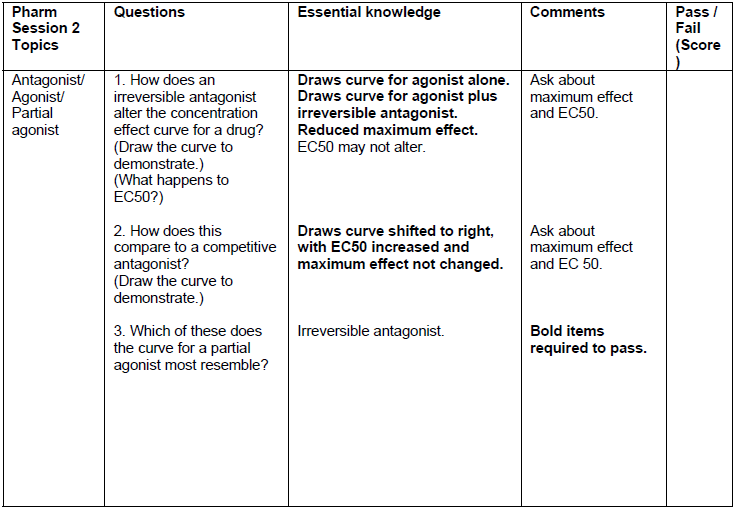 Pharm
Session 2
Topics
Questions
Essential knowledge
Comments
Pass /
Fail
(Score
)
Antagonist/
Agonist/
Partial
agonist
1. How does an
irreversible antagonist
alter the concentration
effect curve for a drug?
(Draw the curve to
demonstrate.)
(What happens to
EC50?)
Draws curve for agonist alone.
Draws curve for agonist plus
irreversible antagonist.
Reduced maximum effect.
EC50 may not alter.
Ask about
maximum effect
and EC50.
2. How does this
compare to a competitive
antagonist?
(Draw the curve to
demonstrate.)
Draws curve shifted to right,
with EC50 increased and
maximum effect not changed.
Ask about
maximum effect
and EC 50.
3. Which of these does
the curve for a partial
agonist most resemble?
Irreversible antagonist.
Bold items
required to pass.